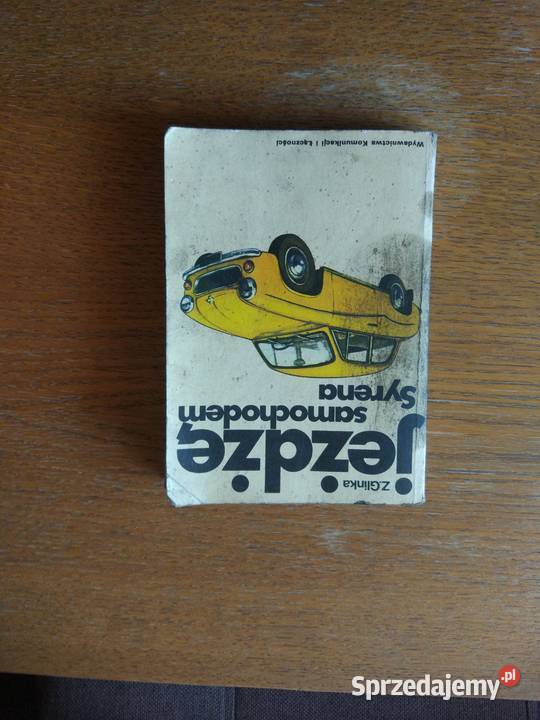 Z.Glinka
jeżdżę
samochodem
Syrena
Wydawnictwa Komunikacji i Łączności
Sprzedajemy.pl